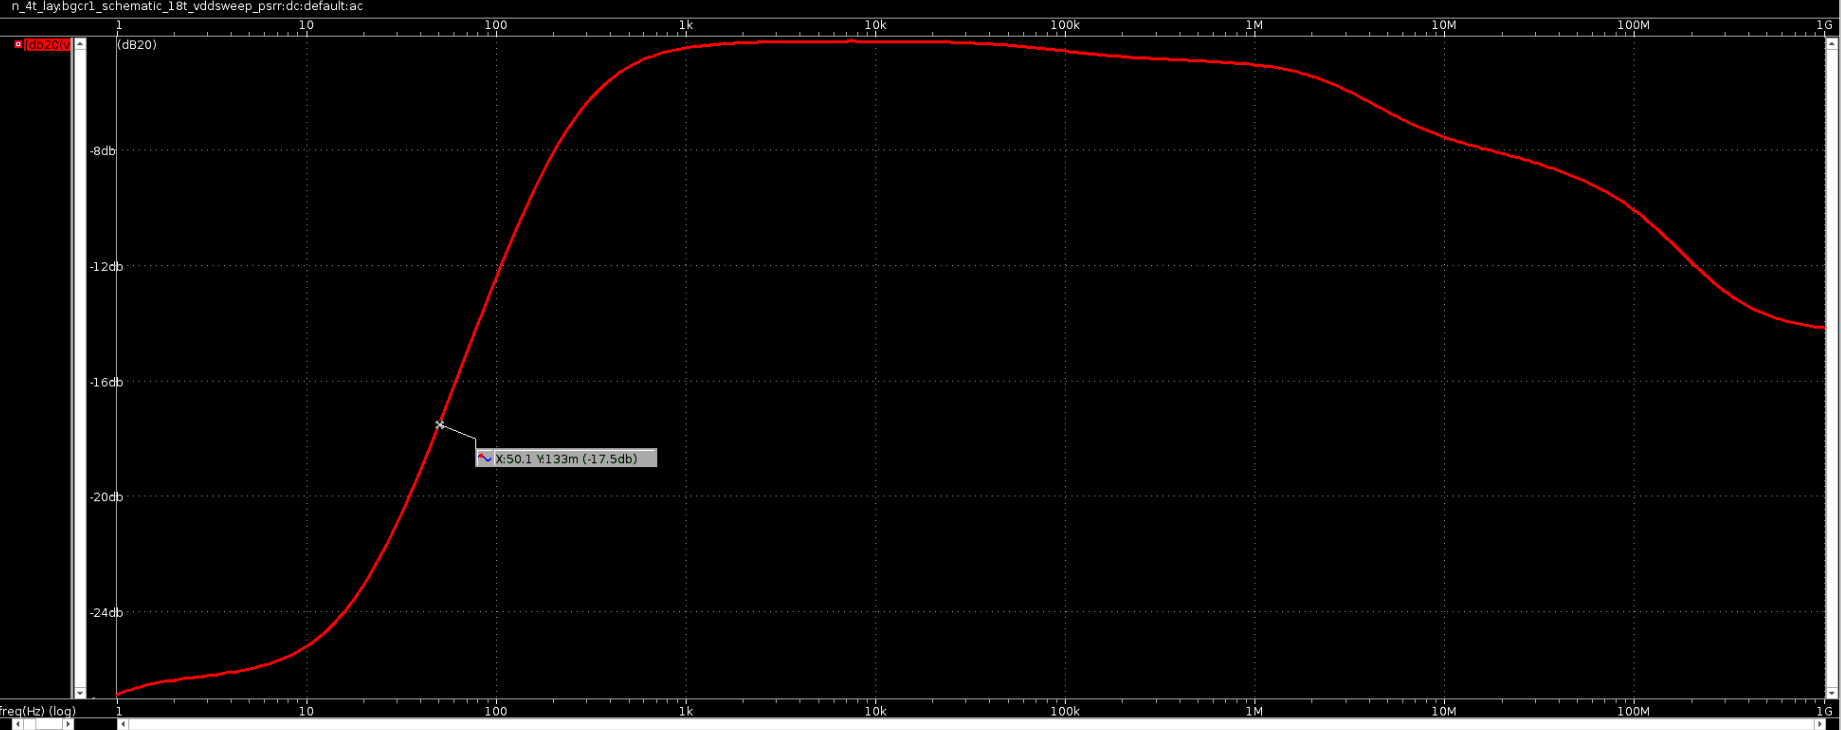 n_4t_lay:bgcr1_schematic_18t_vddsweep_psrr:dc:default:ac
1 10 100 1k 10k 100k 1M 10M 100M 1G
db20(v (dB20)
-8db
-12db
-16db
X:50.1 Y:133m (-17.5db)
-20db
-24db
freq(Hz) (log) 1 10 100 1k 10k 100k 1M 10M 100M 1G